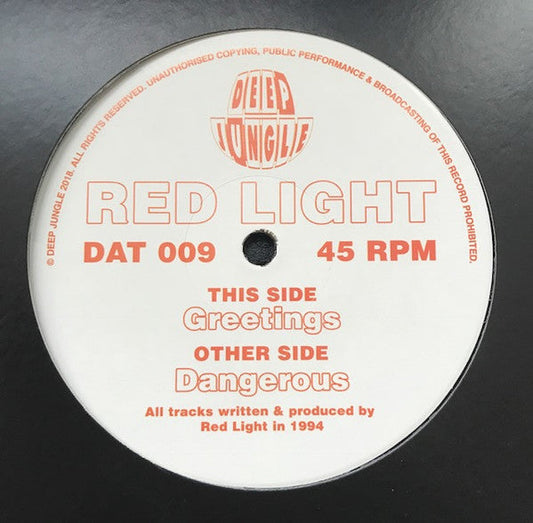 © DEEP JUNGLE 2018. ALL RIGHTS RESERVED. UNAUTHORISED COPYING, PUBLIC PERFORMANCE & BROADCASTING OF THIS RECORD PROHIBITED.
DEEP
JUNGLE
RED LIGHT
DAT 009 45 RPM
THIS SIDE
Greetings
OTHER SIDE
Dangerous
All tracks written & produced by
Red Light in 1994